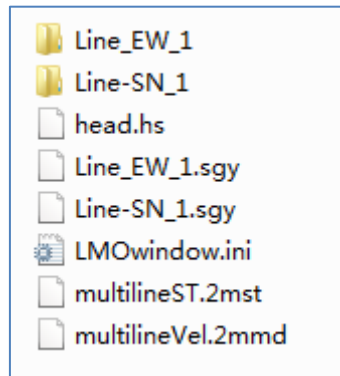 Line_EW_1
Line-SN_1
head.hs
Line_EW_1.sgy
Line-SN_1.sgy
LMOwindow.ini
multilineST.2mst
multilineVel.2mmd